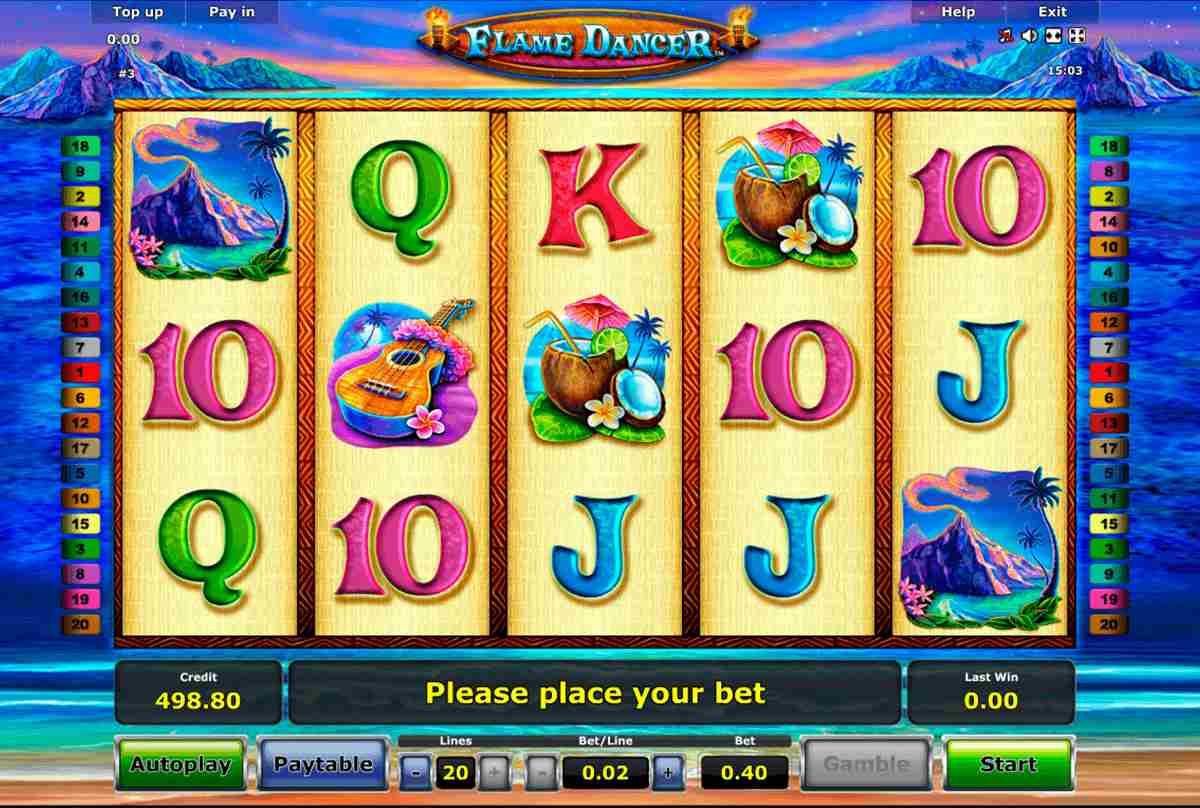 Top up Pay in Help Exit
0.00
FLAME DANCER™
#3 15:03
Q K 10
18 18
9 8
2 2
14 14
11 10
4 4
16 16
13 12
7 7
1 1
6 6
12 13
17 17
5 5
10 11
15 15
3 3
8 9
19 19
20 20
10 10 J
Q 10 J J
Credit Last Win
498.80 Please place your bet 0.00
Lines Bet/Line Bet
Autoplay Paytable - 20 + - 0.02 + 0.40 Gamble Start